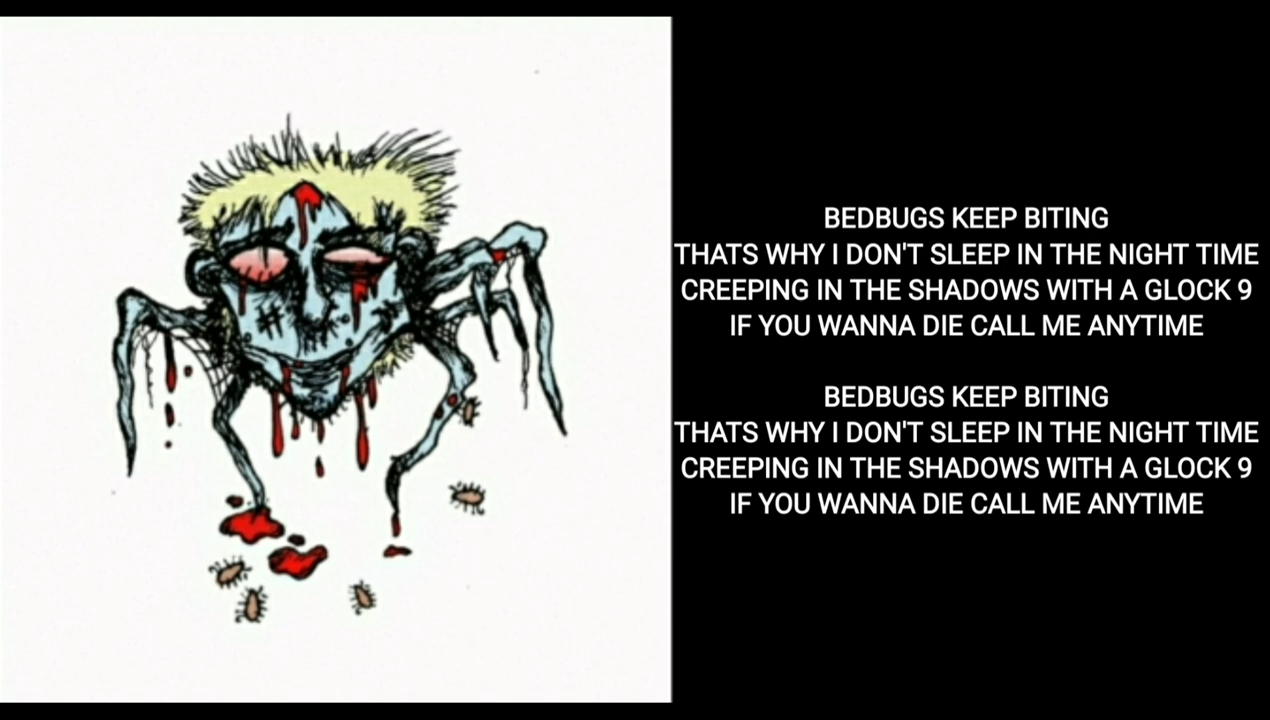 BEDBUGS KEEP BITING
THATS WHY I DON'T SLEEP IN THE NIGHT TIME
CREEPING IN THE SHADOWS WITH A GLOCK 9
IF YOU WANNA DIE CALL ME ANYTIME
BEDBUGS KEEP BITING
THATS WHY I DON'T SLEEP IN THE NIGHT TIME
CREEPING IN THE SHADOWS WITH A GLOCK 9
IF YOU WANNA DIE CALL ME ANYTIME